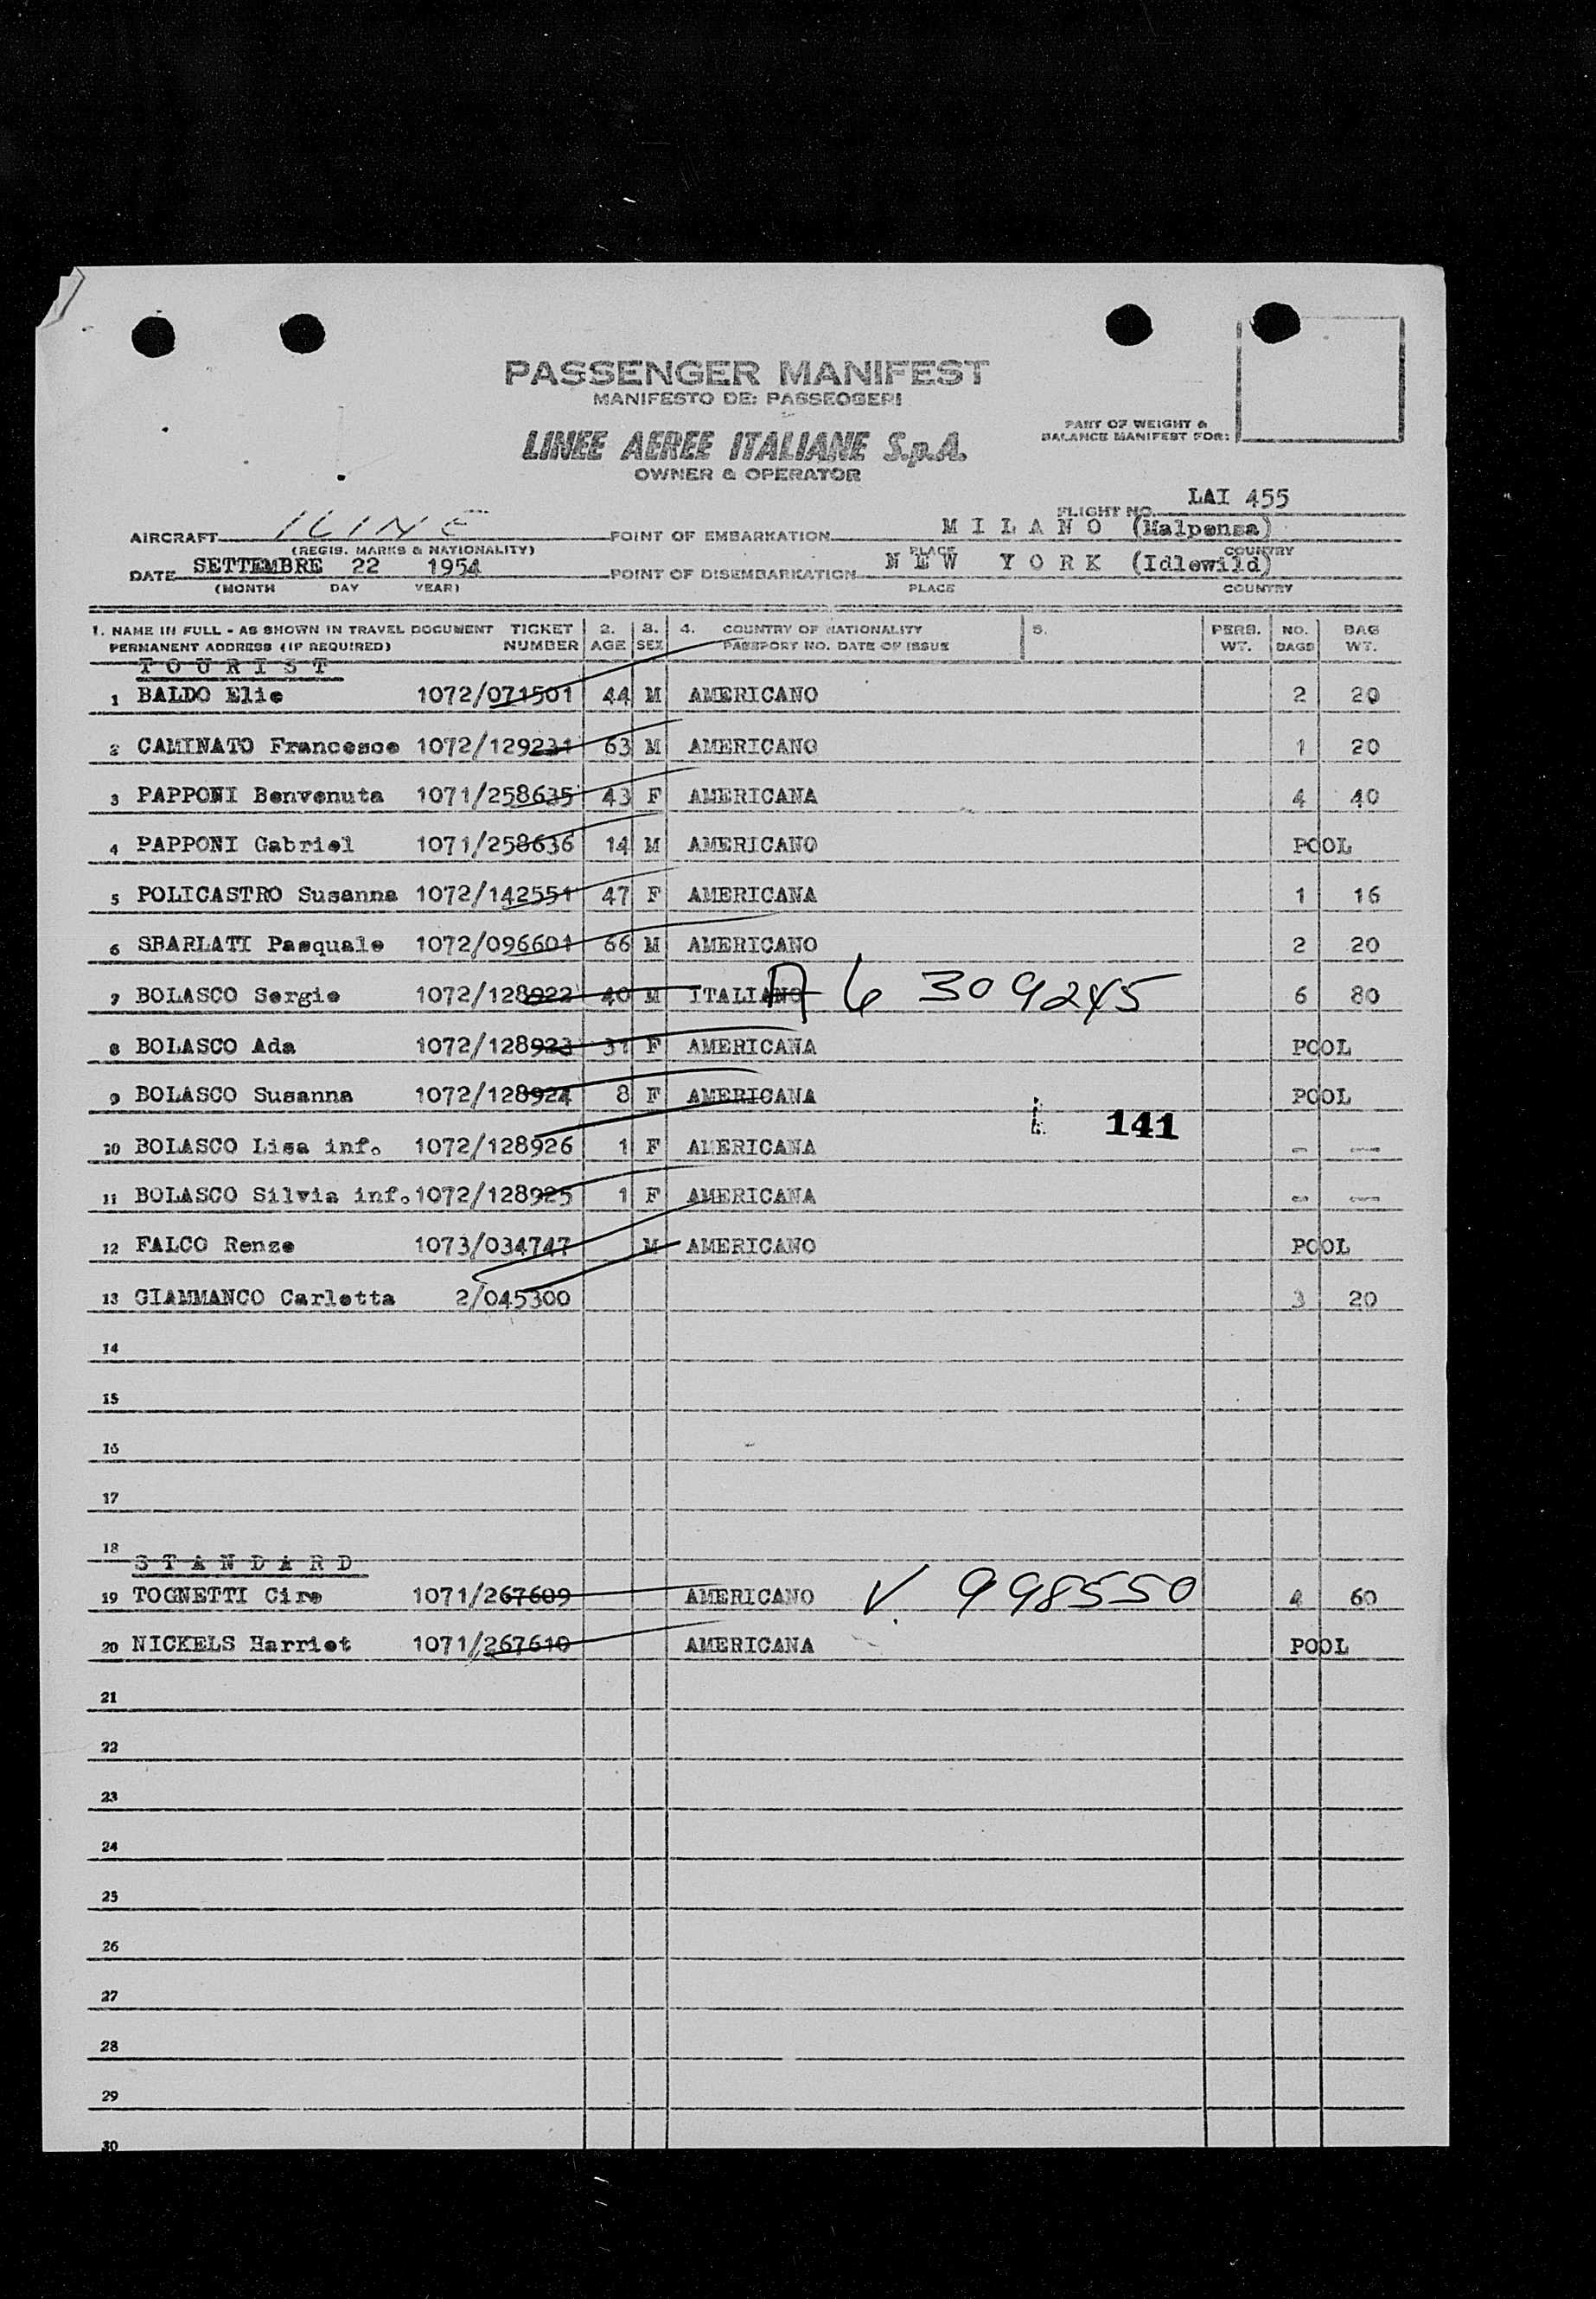 PASSENGER MANIFEST
MANIFESTO DEI PASSEGGERI
LINEE AEREE ITALIANE S.p.A.
OWNER & OPERATOR
PART OF WEIGHT &
BALANCE MANIFEST FOR:
FLIGHT NO. LAI 455
AIRCRAFT ILINE POINT OF EMBARKATION MILANO (Malpensa)
(REGIS. MARKS & NATIONALITY) PLACE COUNTRY
DATE SETTEMBRE 22 1954 POINT OF DISEMBARKATION NEW YORK (Idlewild)
(MONTH DAY YEAR) PLACE COUNTRY
1. NAME IN FULL - AS SHOWN IN TRAVEL DOCUMENT TICKET 2. 3. 4. COUNTRY OF NATIONALITY 5. PERS. NO. BAG
PERMANENT ADDRESS (IF REQUIRED) NUMBER AGE SEX PASSPORT NO. DATE OF ISSUE WT. BAGS WT.
TOURIST
1 BALDO Elio 1072/071501 44 M AMERICANO 2 20
2 CAMINATO Francesco 1072/129231 63 M AMERICANO 1 20
3 PAPPONI Benvenuta 1071/258635 43 F AMERICANA 4 40
4 PAPPONI Gabriel 1071/258636 14 M AMERICANO POOL
5 POLICASTRO Susanna 1072/142551 47 F AMERICANA 1 16
6 SBARLATI Pasquale 1072/096601 66 M AMERICANO 2 20
7 BOLASCO Sergio 1072/128922 40 M ITALIANO A 6 309245 6 80
8 BOLASCO Ada 1072/128923 31 F AMERICANA POOL
9 BOLASCO Susanna 1072/128924 8 F AMERICANA POOL
141
10 BOLASCO Lisa inf. 1072/128926 1 F AMERICANA - --
11 BOLASCO Silvia inf. 1072/128925 1 F AMERICANA - --
12 FALCO Renzo 1073/034747 M AMERICANO POOL
13 GIAMMANCO Carletta 2/045300 3 20
14
15
16
17
18
STANDARD
19 TOGNETTI Ciro 1071/267609 AMERICANO V. 998550 4 60
20 NICKELS Harriet 1071/267610 AMERICANA POOL
21
22
23
24
25
26
27
28
29
30